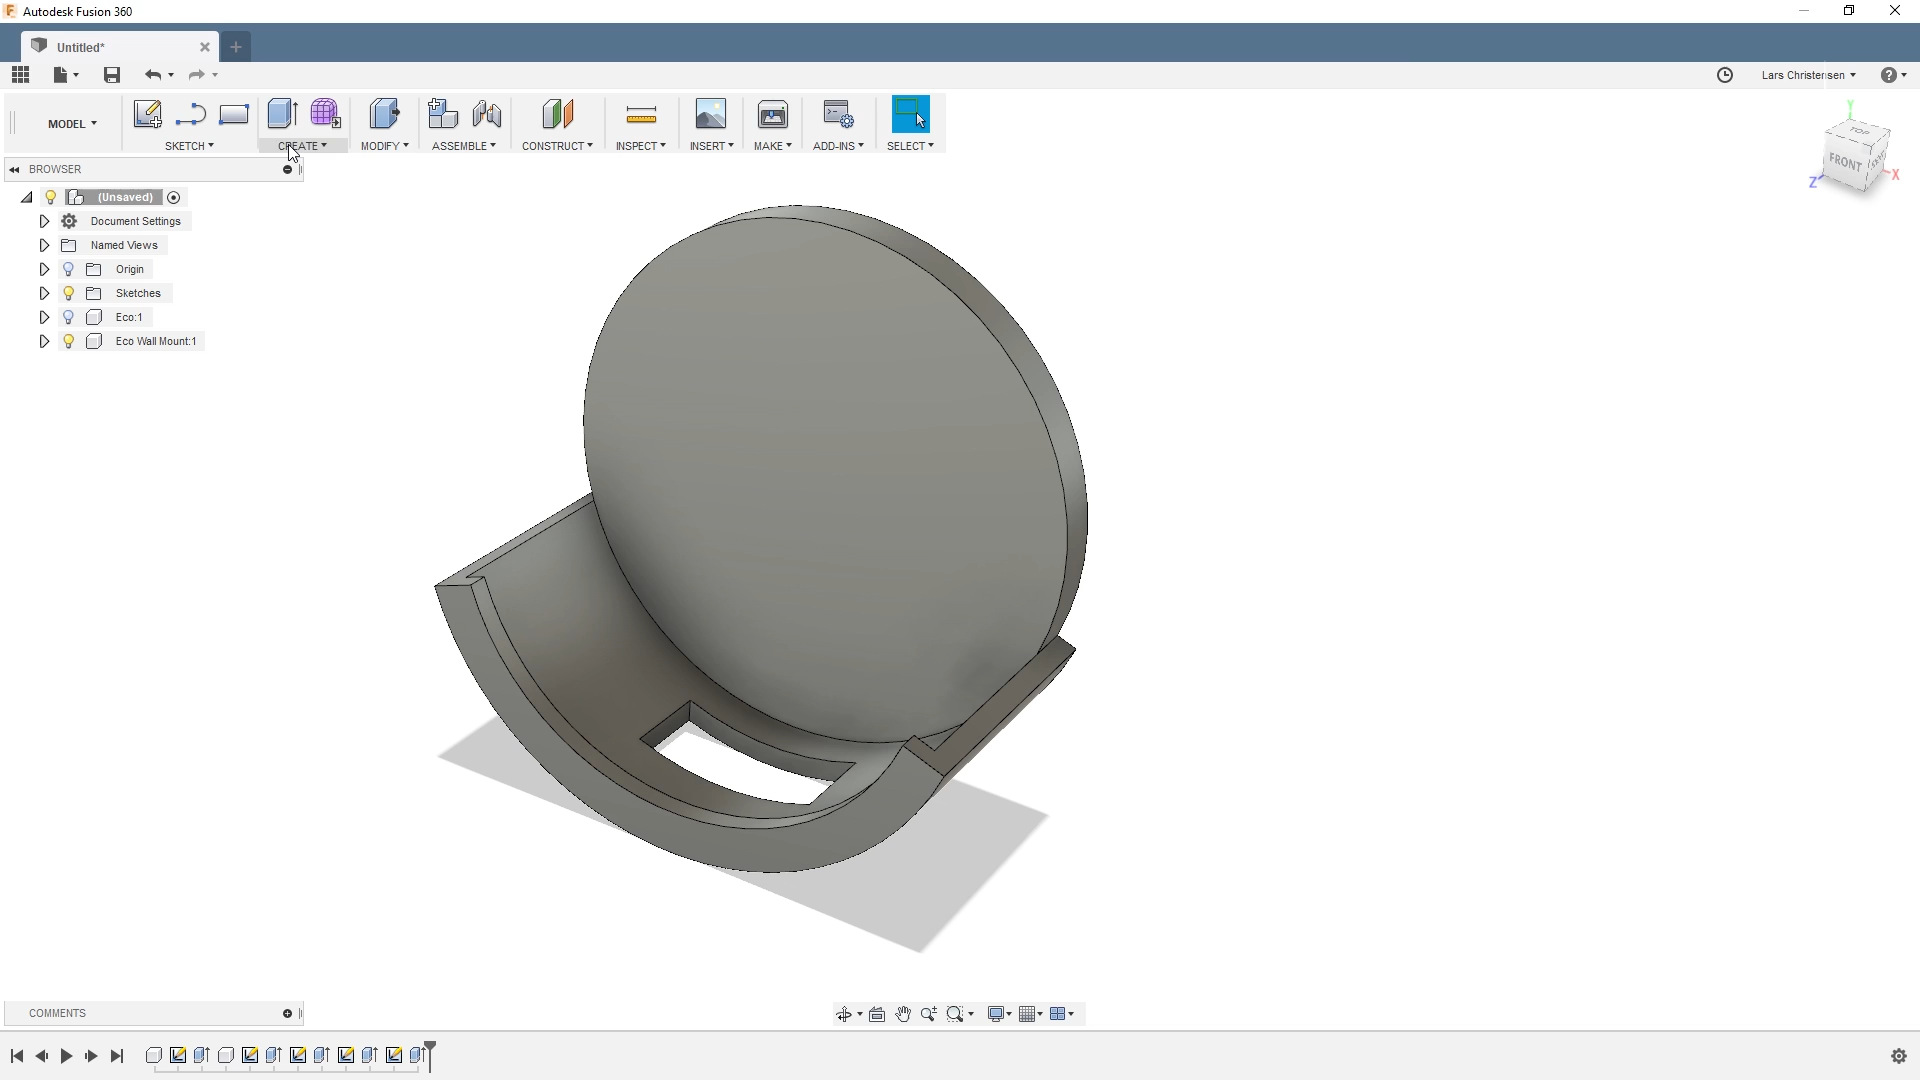 Autodesk Fusion 360
Untitled*
Lars Christensen
MODEL
SKETCH
CREATE
MODIFY
ASSEMBLE
CONSTRUCT
INSPECT
INSERT
MAKE
ADD-INS
SELECT
Y
TOP
FRONT
Z
X
BROWSER
(Unsaved)
Document Settings
Named Views
Origin
Sketches
Eco:1
Eco Wall Mount:1
COMMENTS